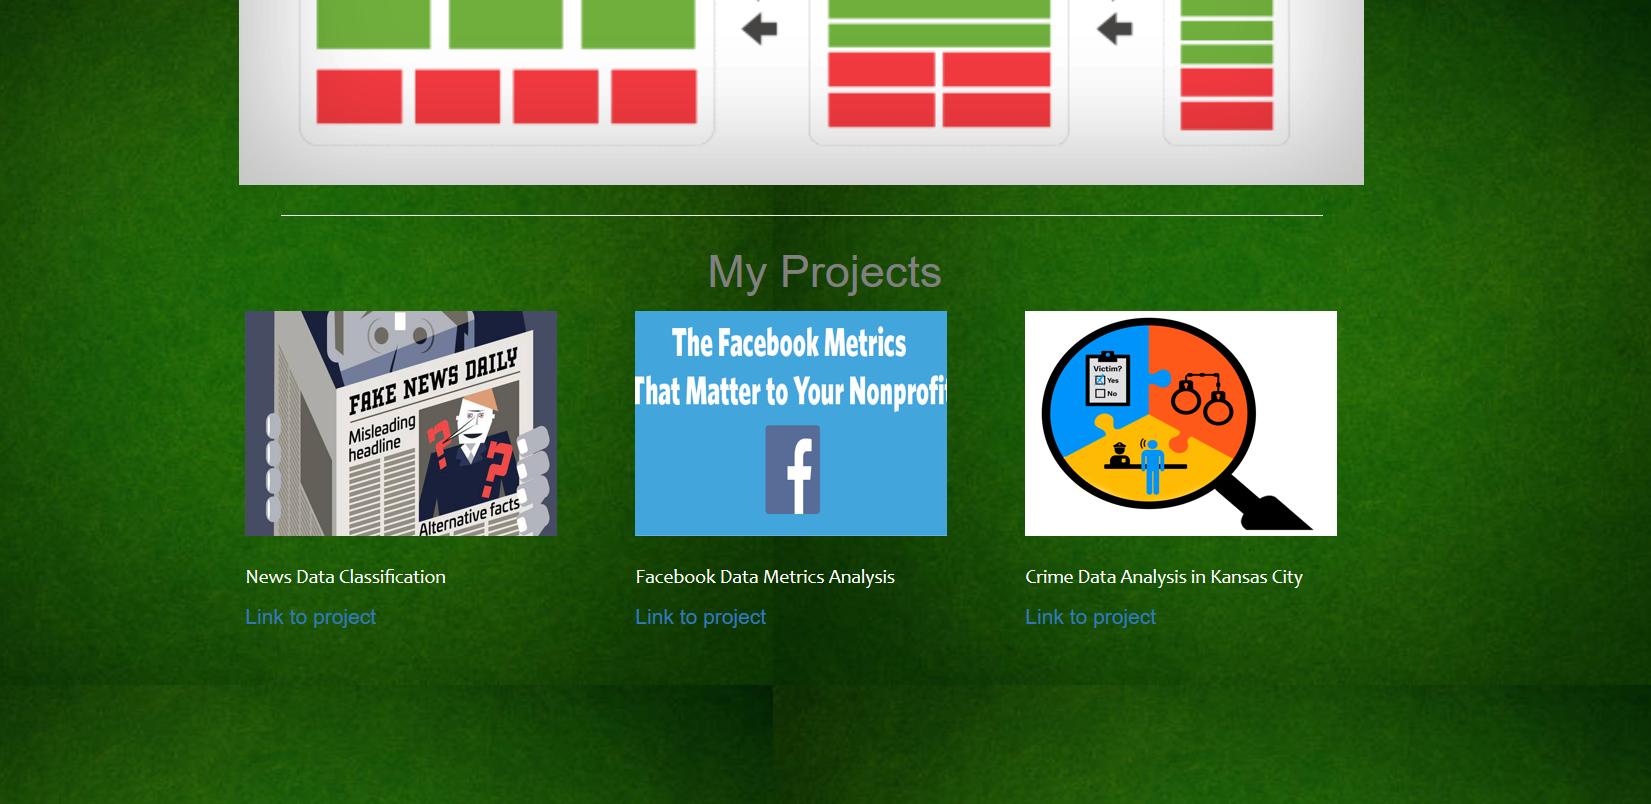 My Projects
FAKE NEWS DAILY
Misleading
headline
?
?
Alternative facts
The Facebook Metrics
That Matter to Your Nonprofit
f
Victim?
Yes
No
News Data Classification
Facebook Data Metrics Analysis
Crime Data Analysis in Kansas City
Link to project
Link to project
Link to project